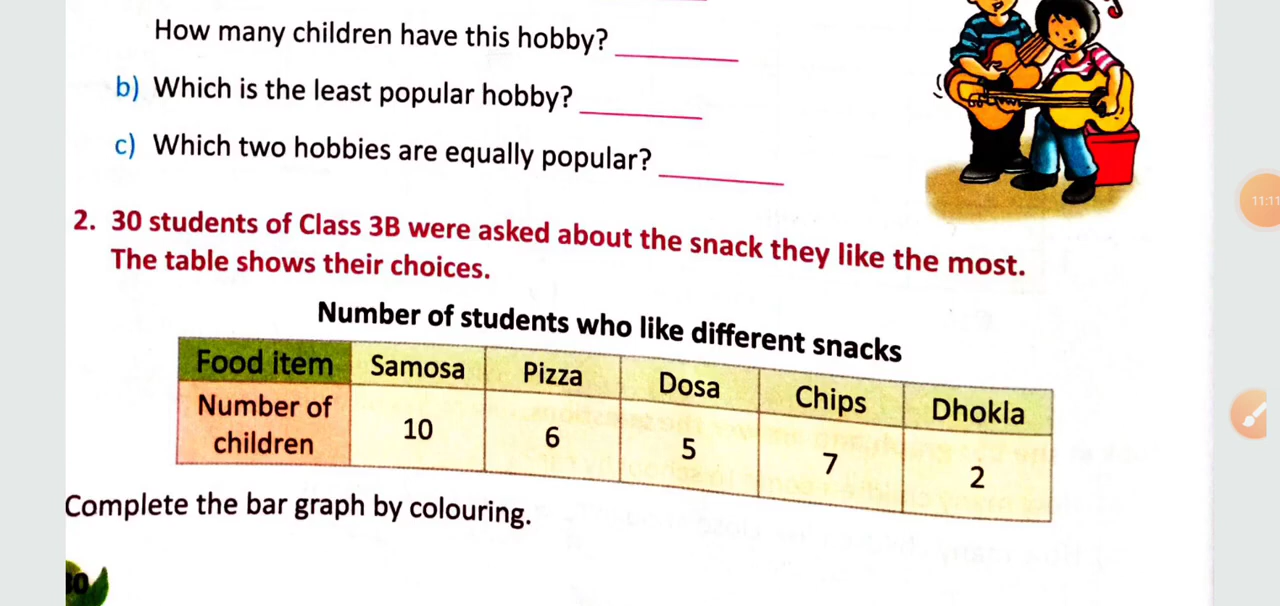 How many children have this hobby?
b) Which is the least popular hobby?
c) Which two hobbies are equally popular?
2. 30 students of Class 3B were asked about the snack they like the most.
The table shows their choices.
Number of students who like different snacks
Food item Samosa Pizza Dosa Chips Dhokla
Number of children 10 6 5 7 2
Complete the bar graph by colouring.
11:11